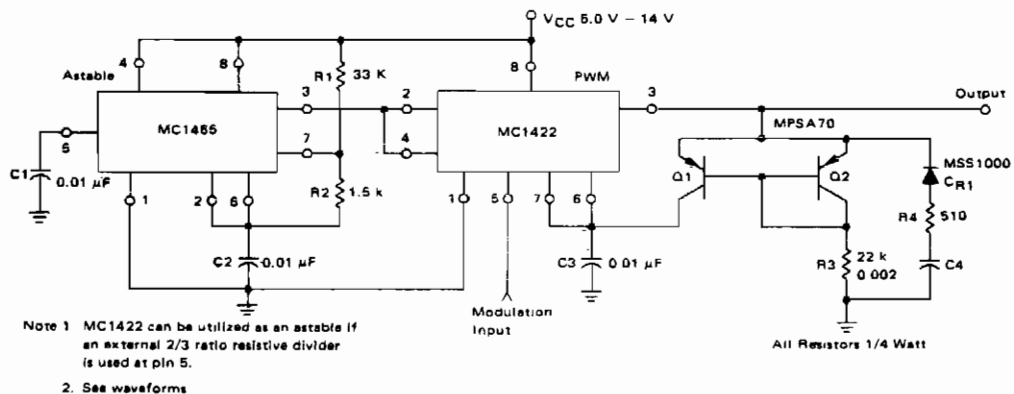 VCC 5.0 V – 14 V
4
Astable
8
R1
33 K
8
PWM
3
2
3
Output
MC1465
MC1422
MPSA70
5
7
4
C1
0.01 µF
R2
1.5 k
Q1
Q2
MSS1000
CR1
1
2
6
1
5
7
6
R4
510
C2
0.01 µF
C3
0.01 µF
R3
22 k
0.002
C4
Modulation
Input
Note 1 MC1422 can be utilized as an astable if
an external 2/3 ratio resistive divider
is used at pin 5.
2. See waveforms
All Resistors 1/4 Watt